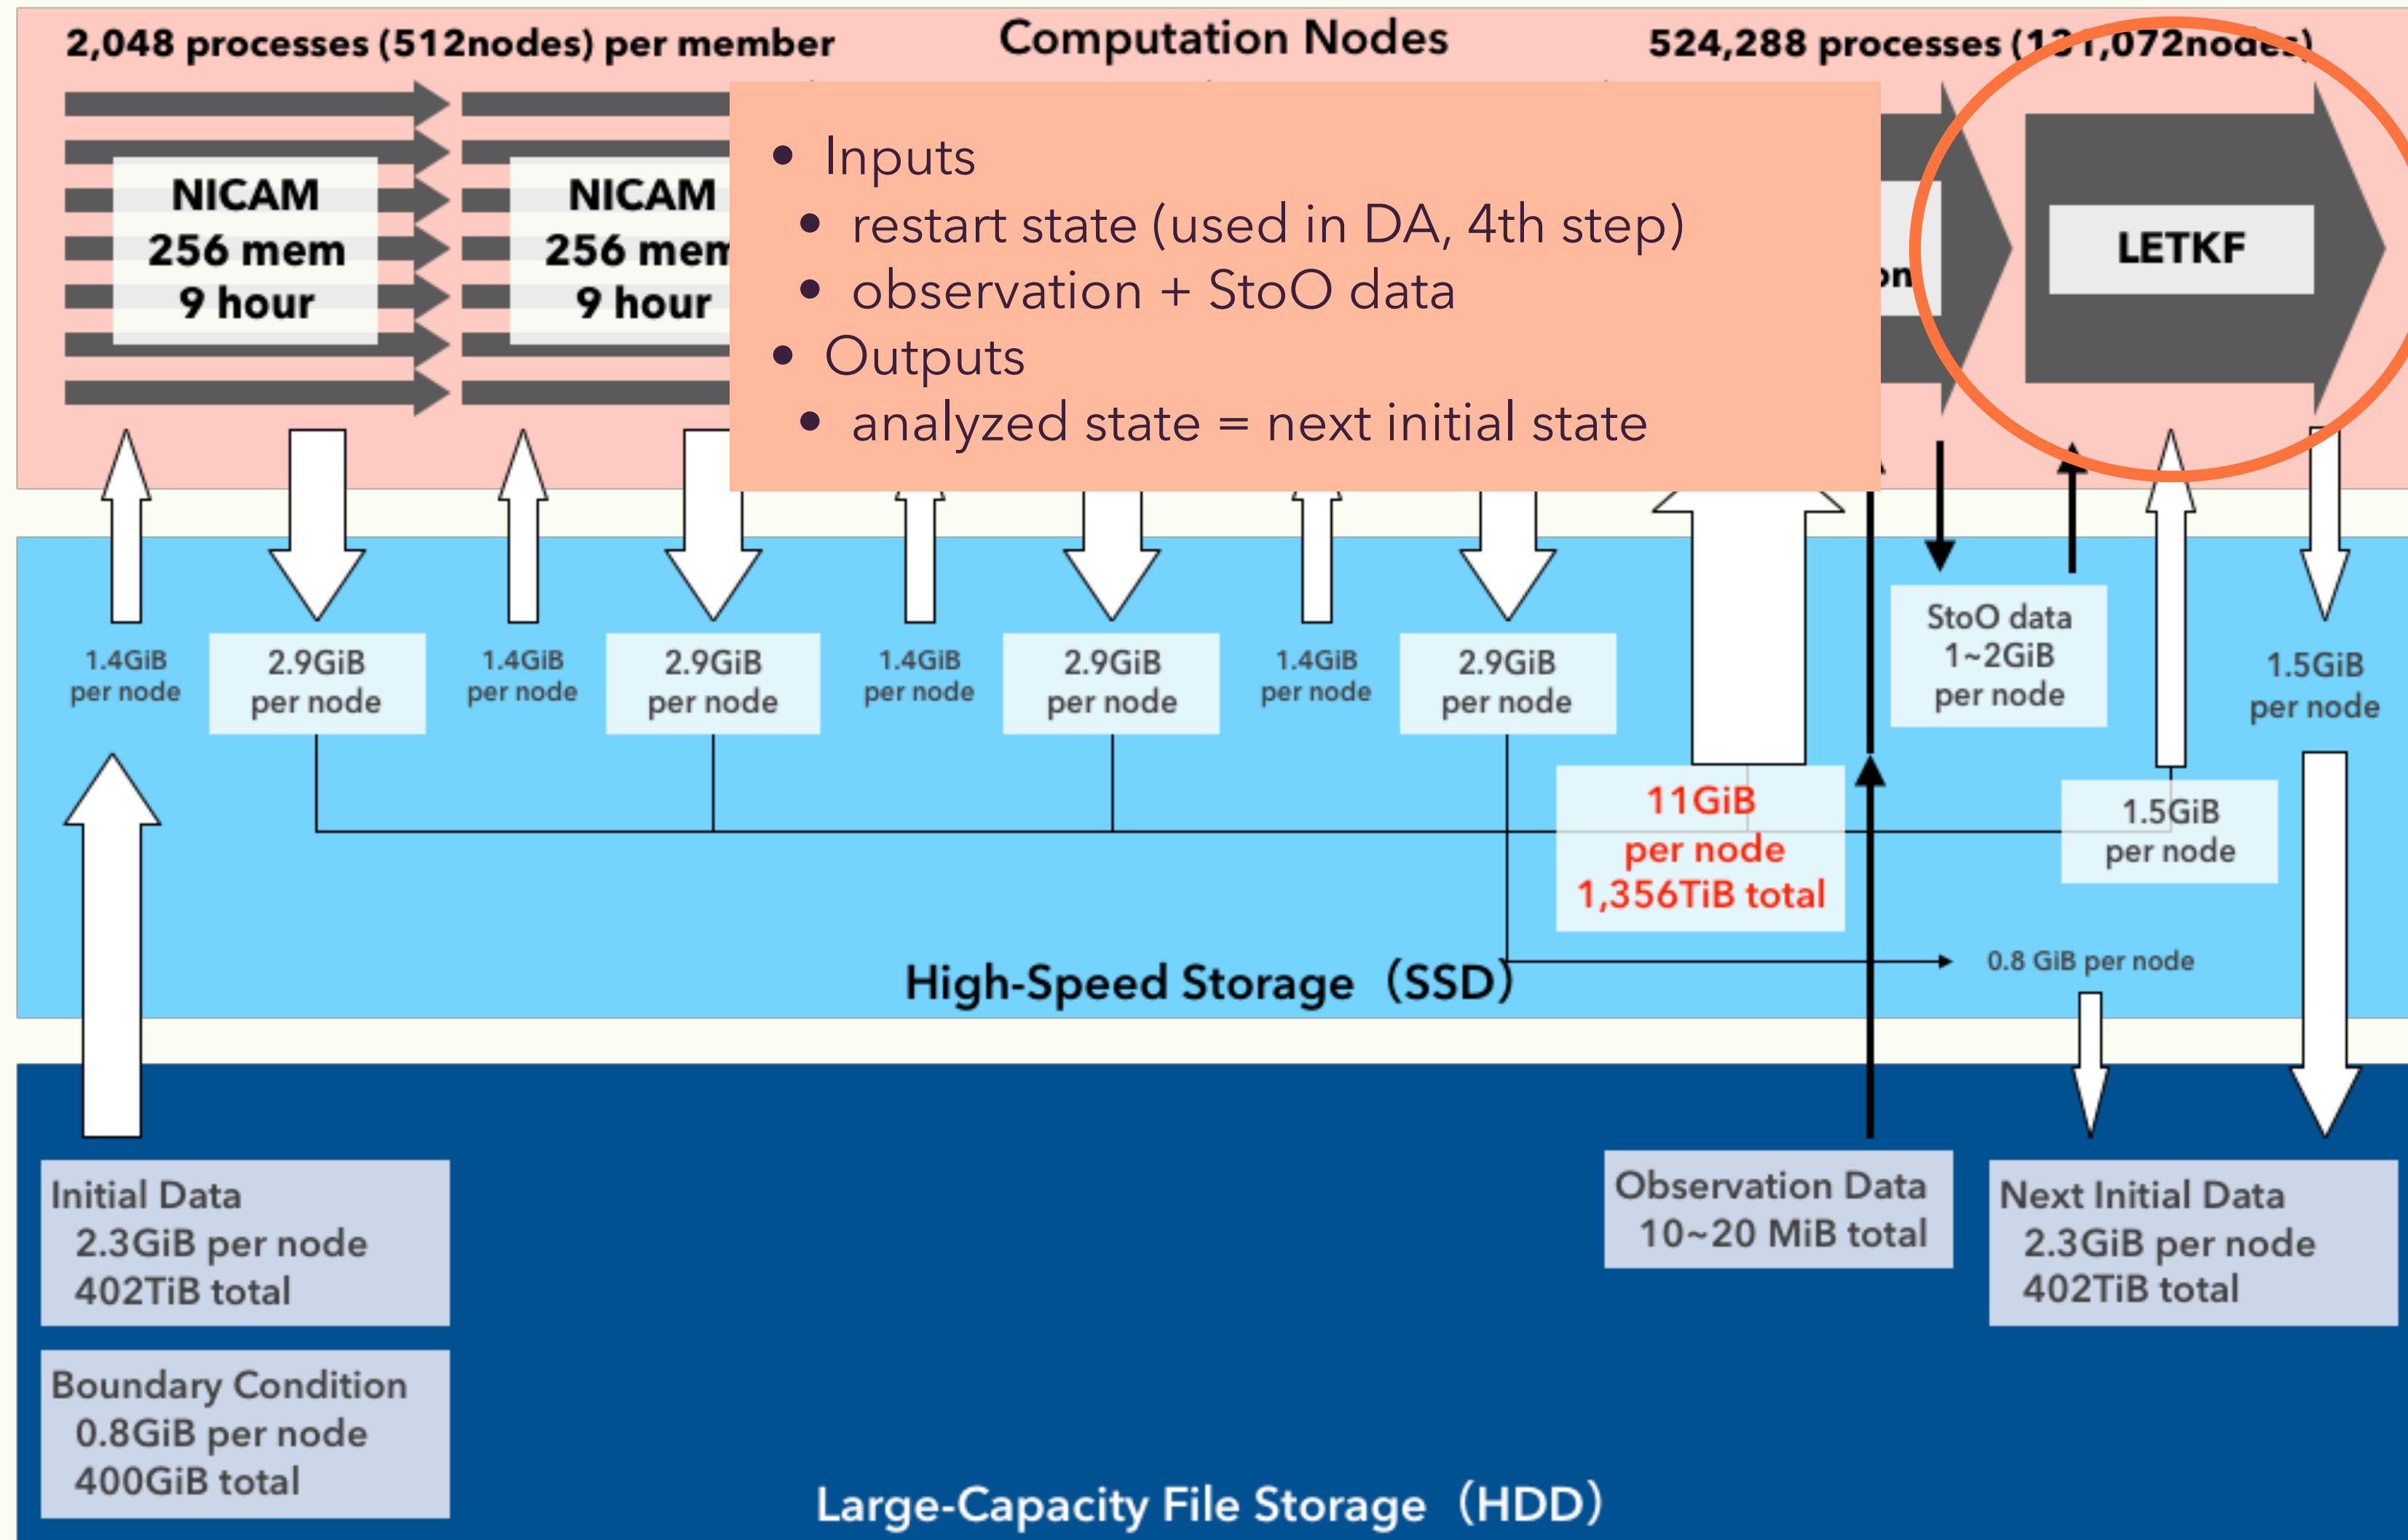 2,048 processes (512nodes) per member
Computation Nodes
524,288 processes (131,072nodes)
NICAM
256 mem
9 hour
NICAM
256 mem
9 hour
• Inputs
• restart state (used in DA, 4th step)
• observation + StoO data
• Outputs
• analyzed state = next initial state
on
LETKF
1.4GiB
per node
2.9GiB
per node
1.4GiB
per node
2.9GiB
per node
1.4GiB
per node
2.9GiB
per node
1.4GiB
per node
2.9GiB
per node
11GiB
per node
1,356TiB total
StoO data
1~2GiB
per node
1.5GiB
per node
1.5GiB
per node
0.8 GiB per node
High-Speed Storage（SSD）
Initial Data
2.3GiB per node
402TiB total
Boundary Condition
0.8GiB per node
400GiB total
Observation Data
10~20 MiB total
Next Initial Data
2.3GiB per node
402TiB total
Large-Capacity File Storage（HDD）